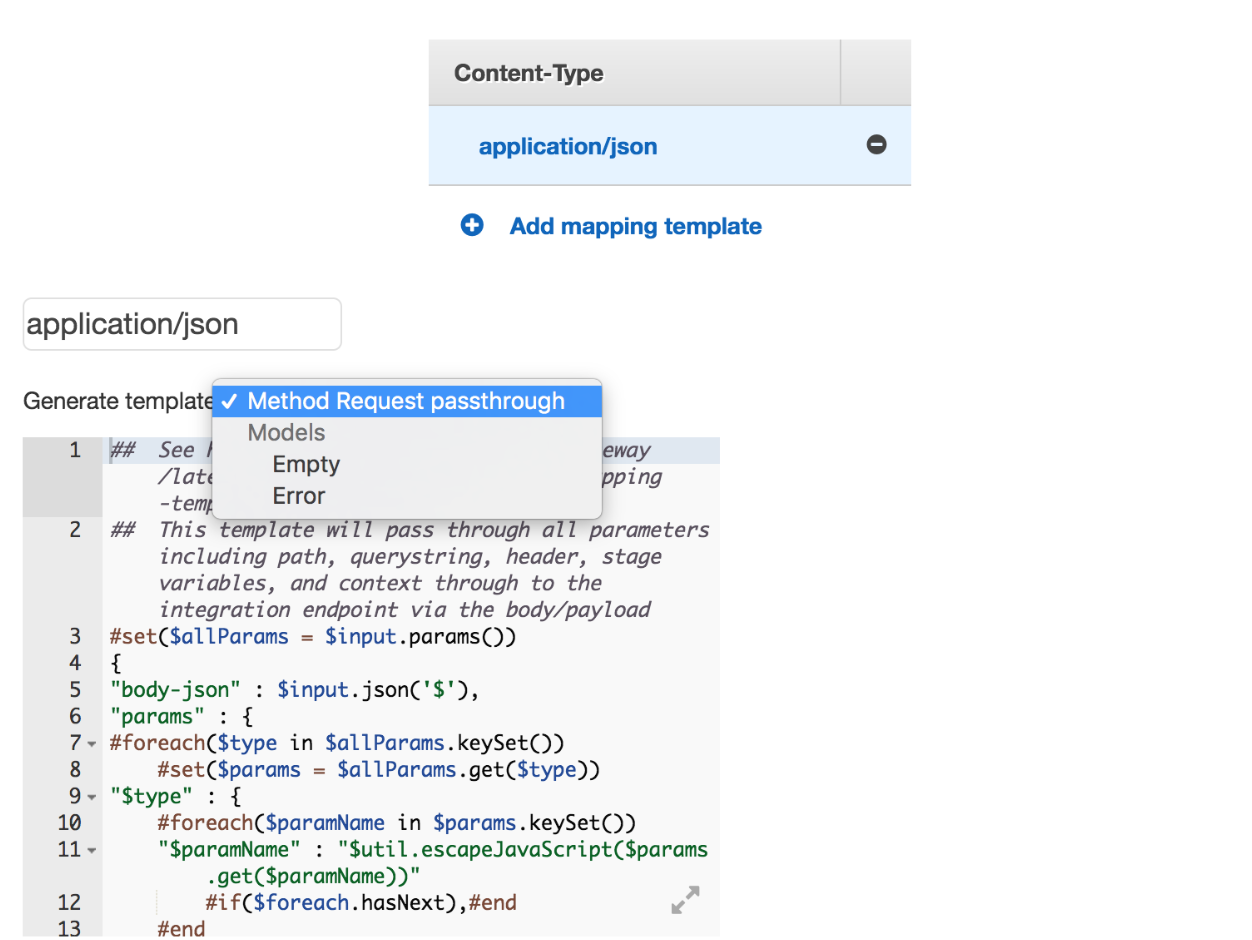 Content-Type
application/json
Add mapping template
application/json
Generate template
✓ Method Request passthrough
Models
Empty
Error
1 ## See eway
/late pping
-temp
2 ## This template will pass through all parameters
including path, querystring, header, stage
variables, and context through to the
integration endpoint via the body/payload
3 #set($allParams = $input.params())
4 {
5 "body-json" : $input.json('$'),
6 "params" : {
7 #foreach($type in $allParams.keySet())
8 #set($params = $allParams.get($type))
9 "$type" : {
10 #foreach($paramName in $params.keySet())
11 "$paramName" : "$util.escapeJavaScript($params
.get($paramName))"
12 #if($foreach.hasNext),#end
13 #end